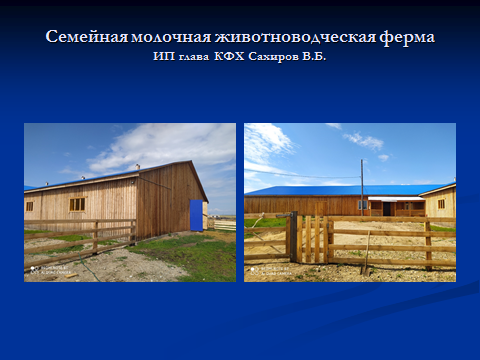 Семейная молочная животноводческая ферма
ИП глава КФХ Сахиров В.Б.